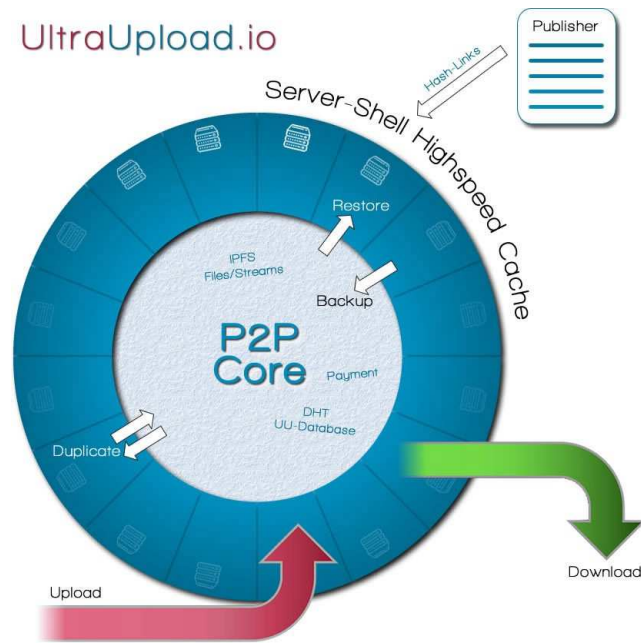 UltraUpload.io
Publisher
Hash-Links
Server-Shell Highspeed Cache
Restore
IPFS
Files/Streams
Backup
P2P
Core
Payment
DHT
UU-Database
Duplicate
Upload
Download